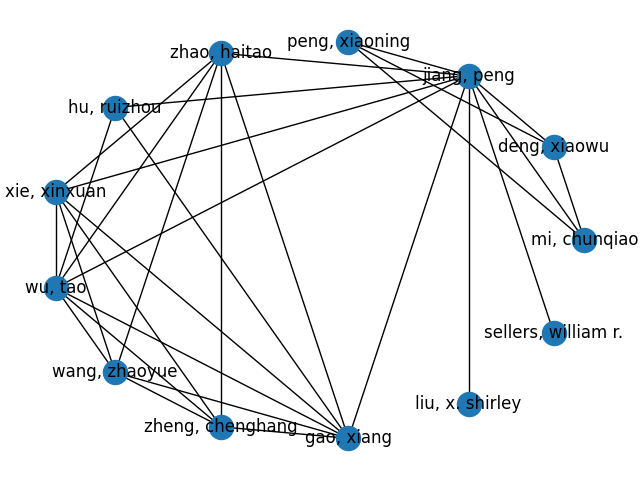 peng, xiaoning
zhao, haitao
jiang, peng
hu, ruizhou
deng, xiaowu
xie, xinxuan
mi, chunqiao
wu, tao
sellers, william r.
wang, zhaoyue
liu, x. shirley
zheng, chenghang
gao, xiang